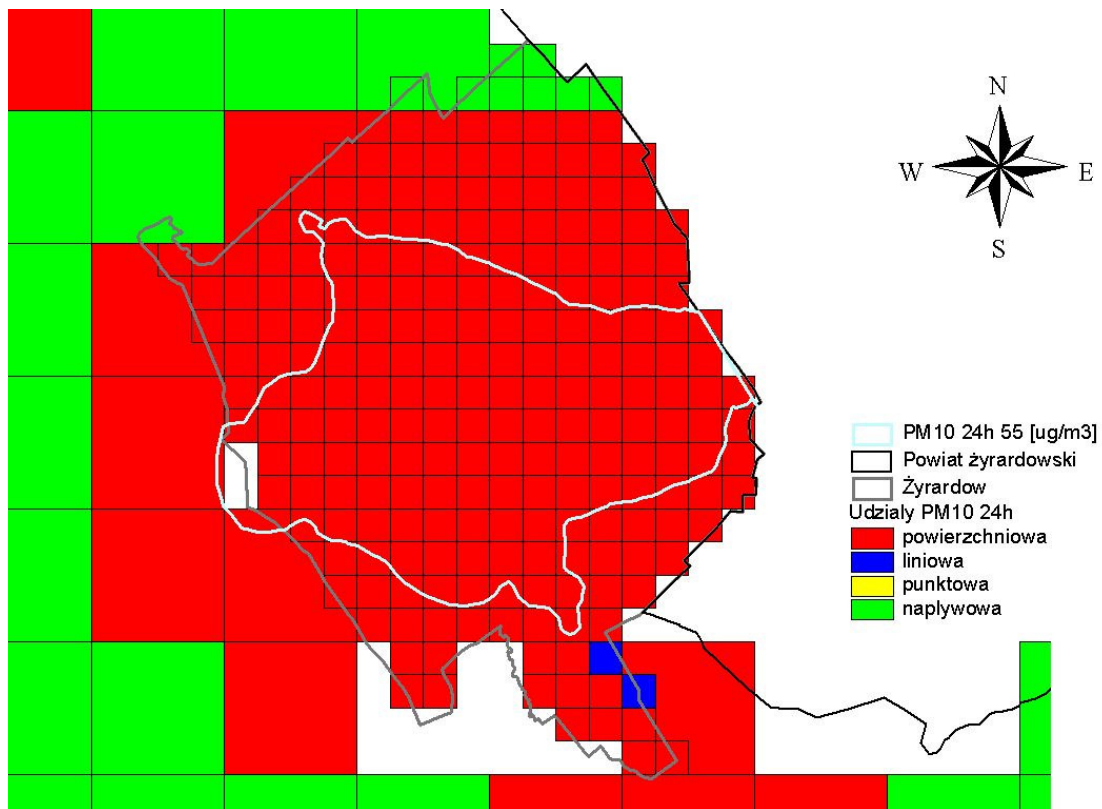 N
W E
S
PM10 24h 55 [ug/m3]
Powiat żyrardowski
Żyrardow
Udzialy PM10 24h
powierzchniowa
liniowa
punktowa
naplywowa